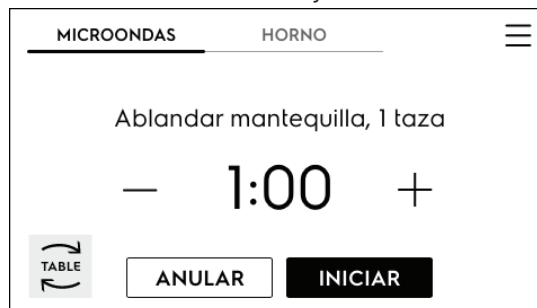 MICROONDAS HORNO
Ablandar mantequilla, 1 taza
— 1:00 +
TABLE
ANULAR INICIAR